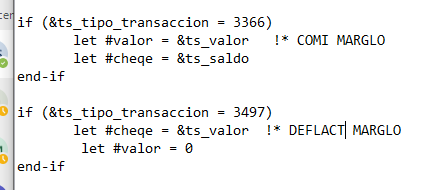 cer
if (&ts_tipo_transaccion = 3366)
let #valor = &ts_valor !* COMI MARGLO
let #cheqe = &ts_saldo
end-if
if (&ts_tipo_transaccion = 3497)
let #cheqe = &ts_valor !* DEFLACT MARGLO
let #valor = 0
end-if